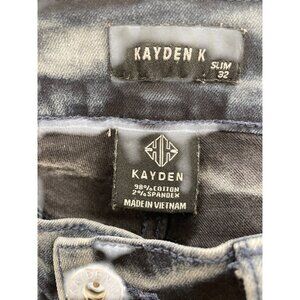 KAYDEN K
SLIM
32
KAYDEN
98% COTTON
2% SPANDEX
MADE IN VIETNAM